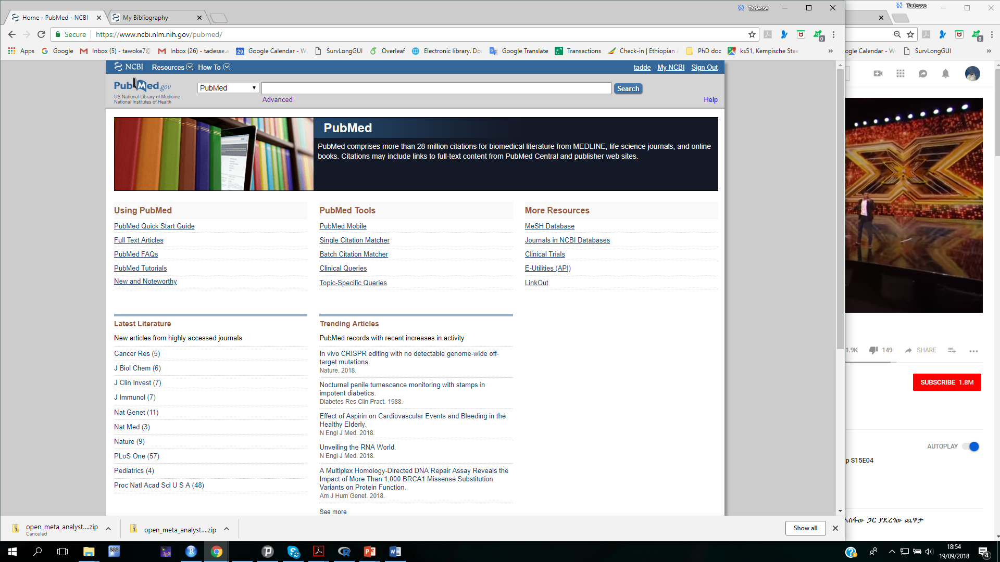 Home - PubMed - NCBI
My Bibliography
Tadesse
Tadesse
Secure
https://www.ncbi.nlm.nih.gov/pubmed/
0
0
Apps
Google
Inbox (5) - tawoke7@
Inbox (26) - tadesse.a
29
Google Calendar - We
SurvLongGUI
Overleaf
Electronic library. Do
Google Translate
Transactions
Check-in | Ethiopian
PhD doc
ks51, Kempische Stee
»
ogle Calendar - W
SurvLongGUI
»
NCBI
Resources
How To
tadde
My NCBI
Sign Out
PubMed.gov
US National Library of Medicine
National Institutes of Health
PubMed
Search
Advanced
Help
PubMed
PubMed comprises more than 28 million citations for biomedical literature from MEDLINE, life science journals, and online
books. Citations may include links to full-text content from PubMed Central and publisher web sites.
Using PubMed
PubMed Quick Start Guide
Full Text Articles
PubMed FAQs
PubMed Tutorials
New and Noteworthy
PubMed Tools
PubMed Mobile
Single Citation Matcher
Batch Citation Matcher
Clinical Queries
Topic-Specific Queries
More Resources
MeSH Database
Journals in NCBI Databases
Clinical Trials
E-Utilities (API)
LinkOut
Latest Literature
New articles from highly accessed journals
Cancer Res (5)
J Biol Chem (6)
J Clin Invest (7)
J Immunol (7)
Nat Genet (11)
Nat Med (3)
Nature (9)
PLoS One (57)
Pediatrics (4)
Proc Natl Acad Sci U S A (48)
Trending Articles
PubMed records with recent increases in activity
In vivo CRISPR editing with no detectable genome-wide off-
target mutations.
Nature. 2018.
Nocturnal penile tumescence monitoring with stamps in
impotent diabetics.
Diabetes Res Clin Pract. 1988.
Effect of Aspirin on Cardiovascular Events and Bleeding in the
Healthy Elderly.
N Engl J Med. 2018.
Unveiling the RNA World.
N Engl J Med. 2018.
A Multiplex Homology-Directed DNA Repair Assay Reveals the
Impact of More Than 1,000 BRCA1 Missense Substitution
Variants on Protein Function.
Am J Hum Genet. 2018.
See more
1.9K
149
SHARE
SUBSCRIBE 1.8M
AUTOPLAY
p S15E04
አስፋው ጋር ያደረገው ጨዋታ
open_meta_analyst....zip
Canceled
open_meta_analyst....zip
Show all
sas
18:54
19/09/2018
4